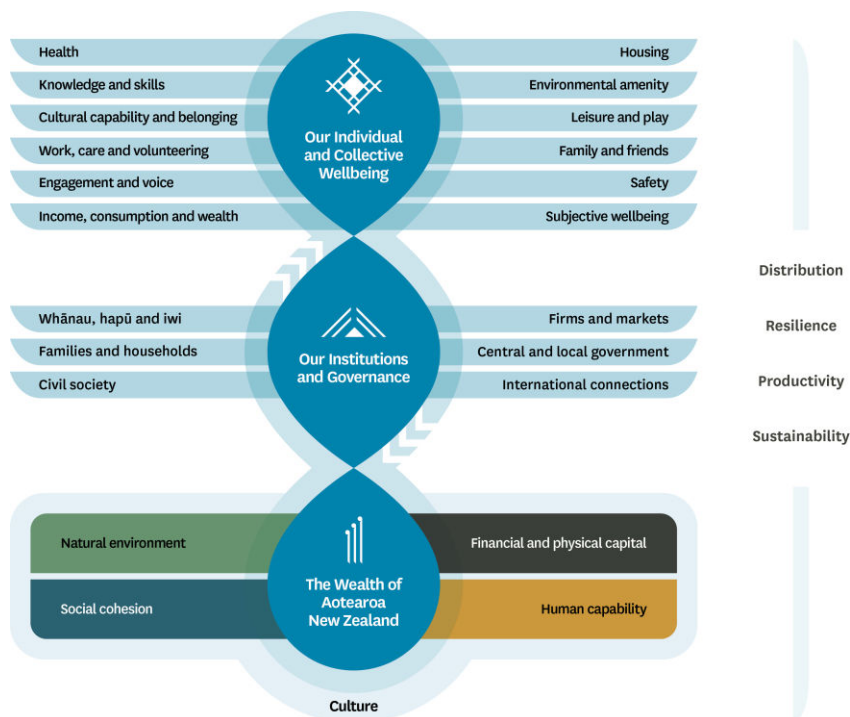 Health
Knowledge and skills
Cultural capability and belonging
Work, care and volunteering
Engagement and voice
Income, consumption and wealth
Our Individual
and Collective
Wellbeing
Housing
Environmental amenity
Leisure and play
Family and friends
Safety
Subjective wellbeing
Whānau, hapū and iwi
Families and households
Civil society
Our Institutions
and Governance
Firms and markets
Central and local government
International connections
Natural environment
Social cohesion
The Wealth of
Aotearoa
New Zealand
Financial and physical capital
Human capability
Culture
Distribution
Resilience
Productivity
Sustainability